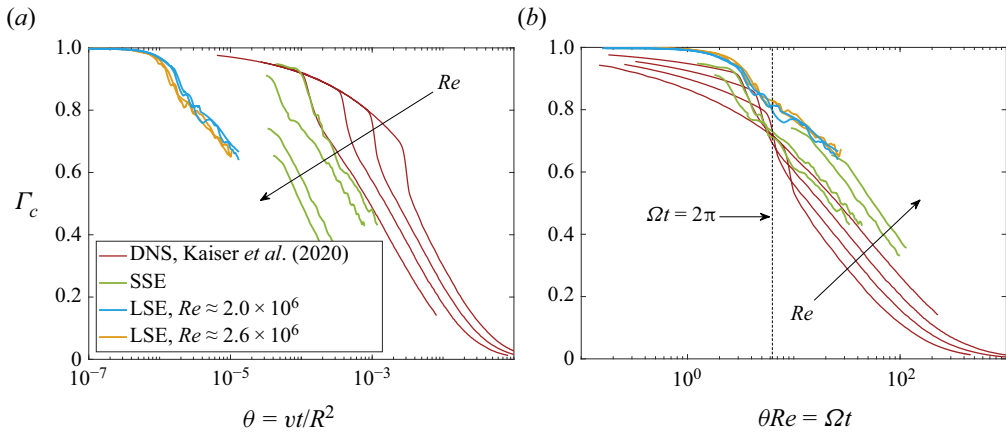 (a)
1.0
0.8
0.6
0.4
0.2
0
Γc
Re
DNS, Kaiser et al. (2020)
SSE
LSE, Re ≈ 2.0 × 10⁶
LSE, Re ≈ 2.6 × 10⁶
10⁻⁷ 10⁻⁵ 10⁻³
θ = νt/R²
(b)
1.0
0.8
0.6
0.4
0.2
0
Ωt = 2π
Re
10⁰ 10²
θRe = Ωt